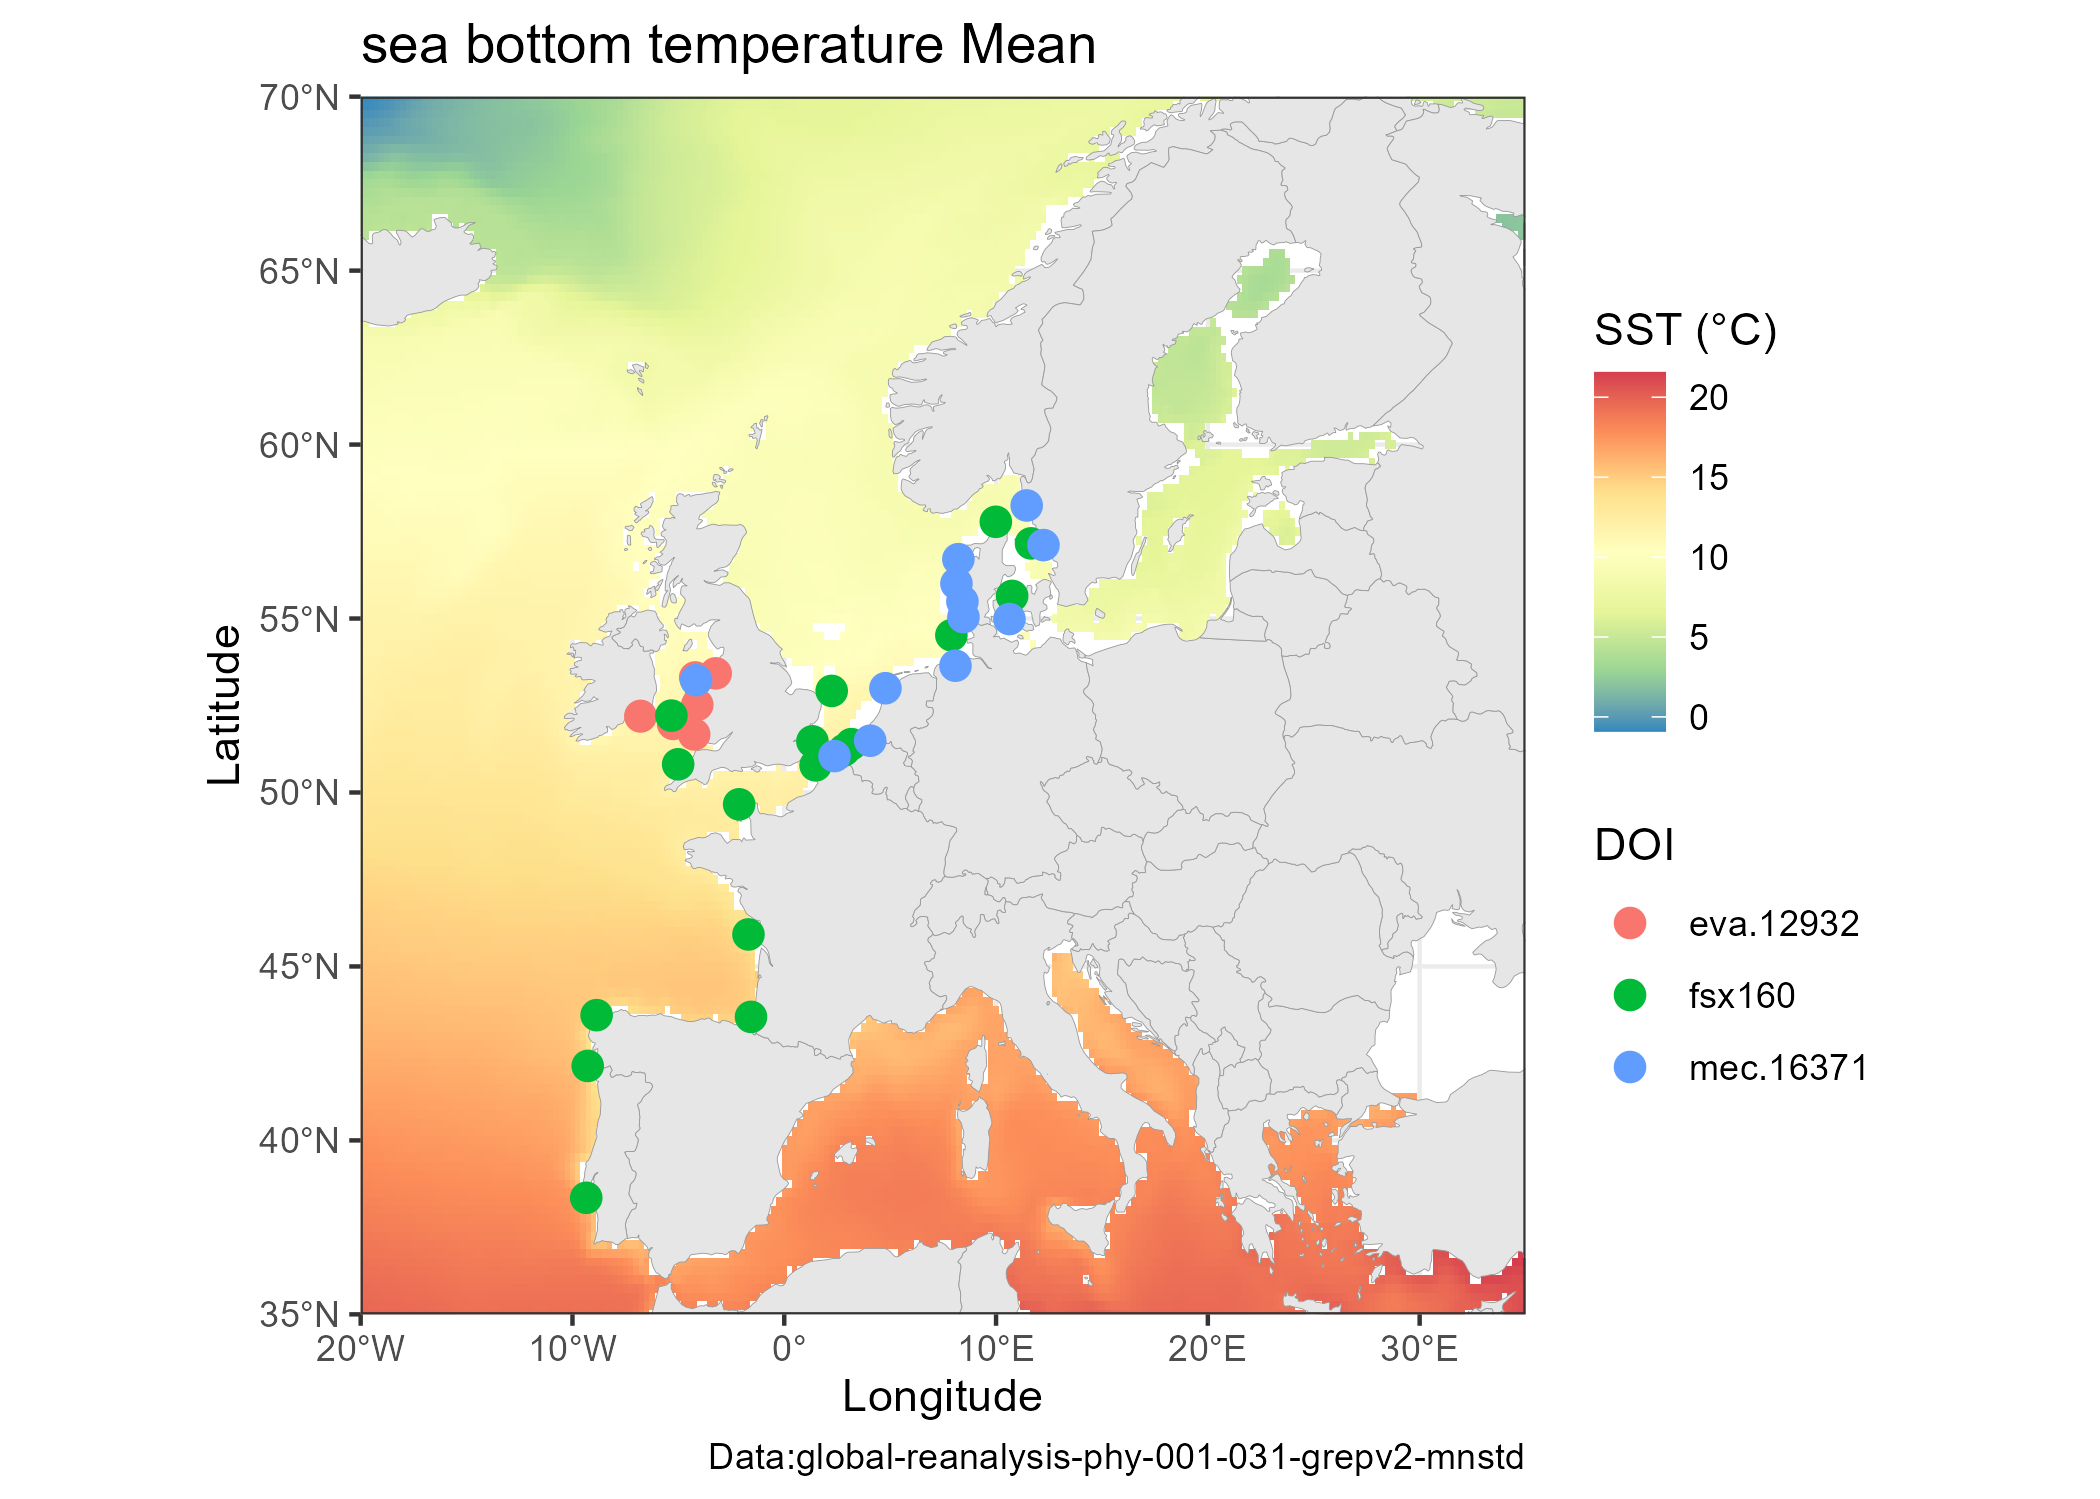 sea bottom temperature Mean
70°N
65°N
60°N
55°N
50°N
45°N
40°N
35°N
20°W
10°W
0°
10°E
20°E
30°E
Latitude
Longitude
SST (°C)
20
15
10
5
0
DOI
eva.12932
fsx160
mec.16371
Data:global-reanalysis-phy-001-031-grepv2-mnstd